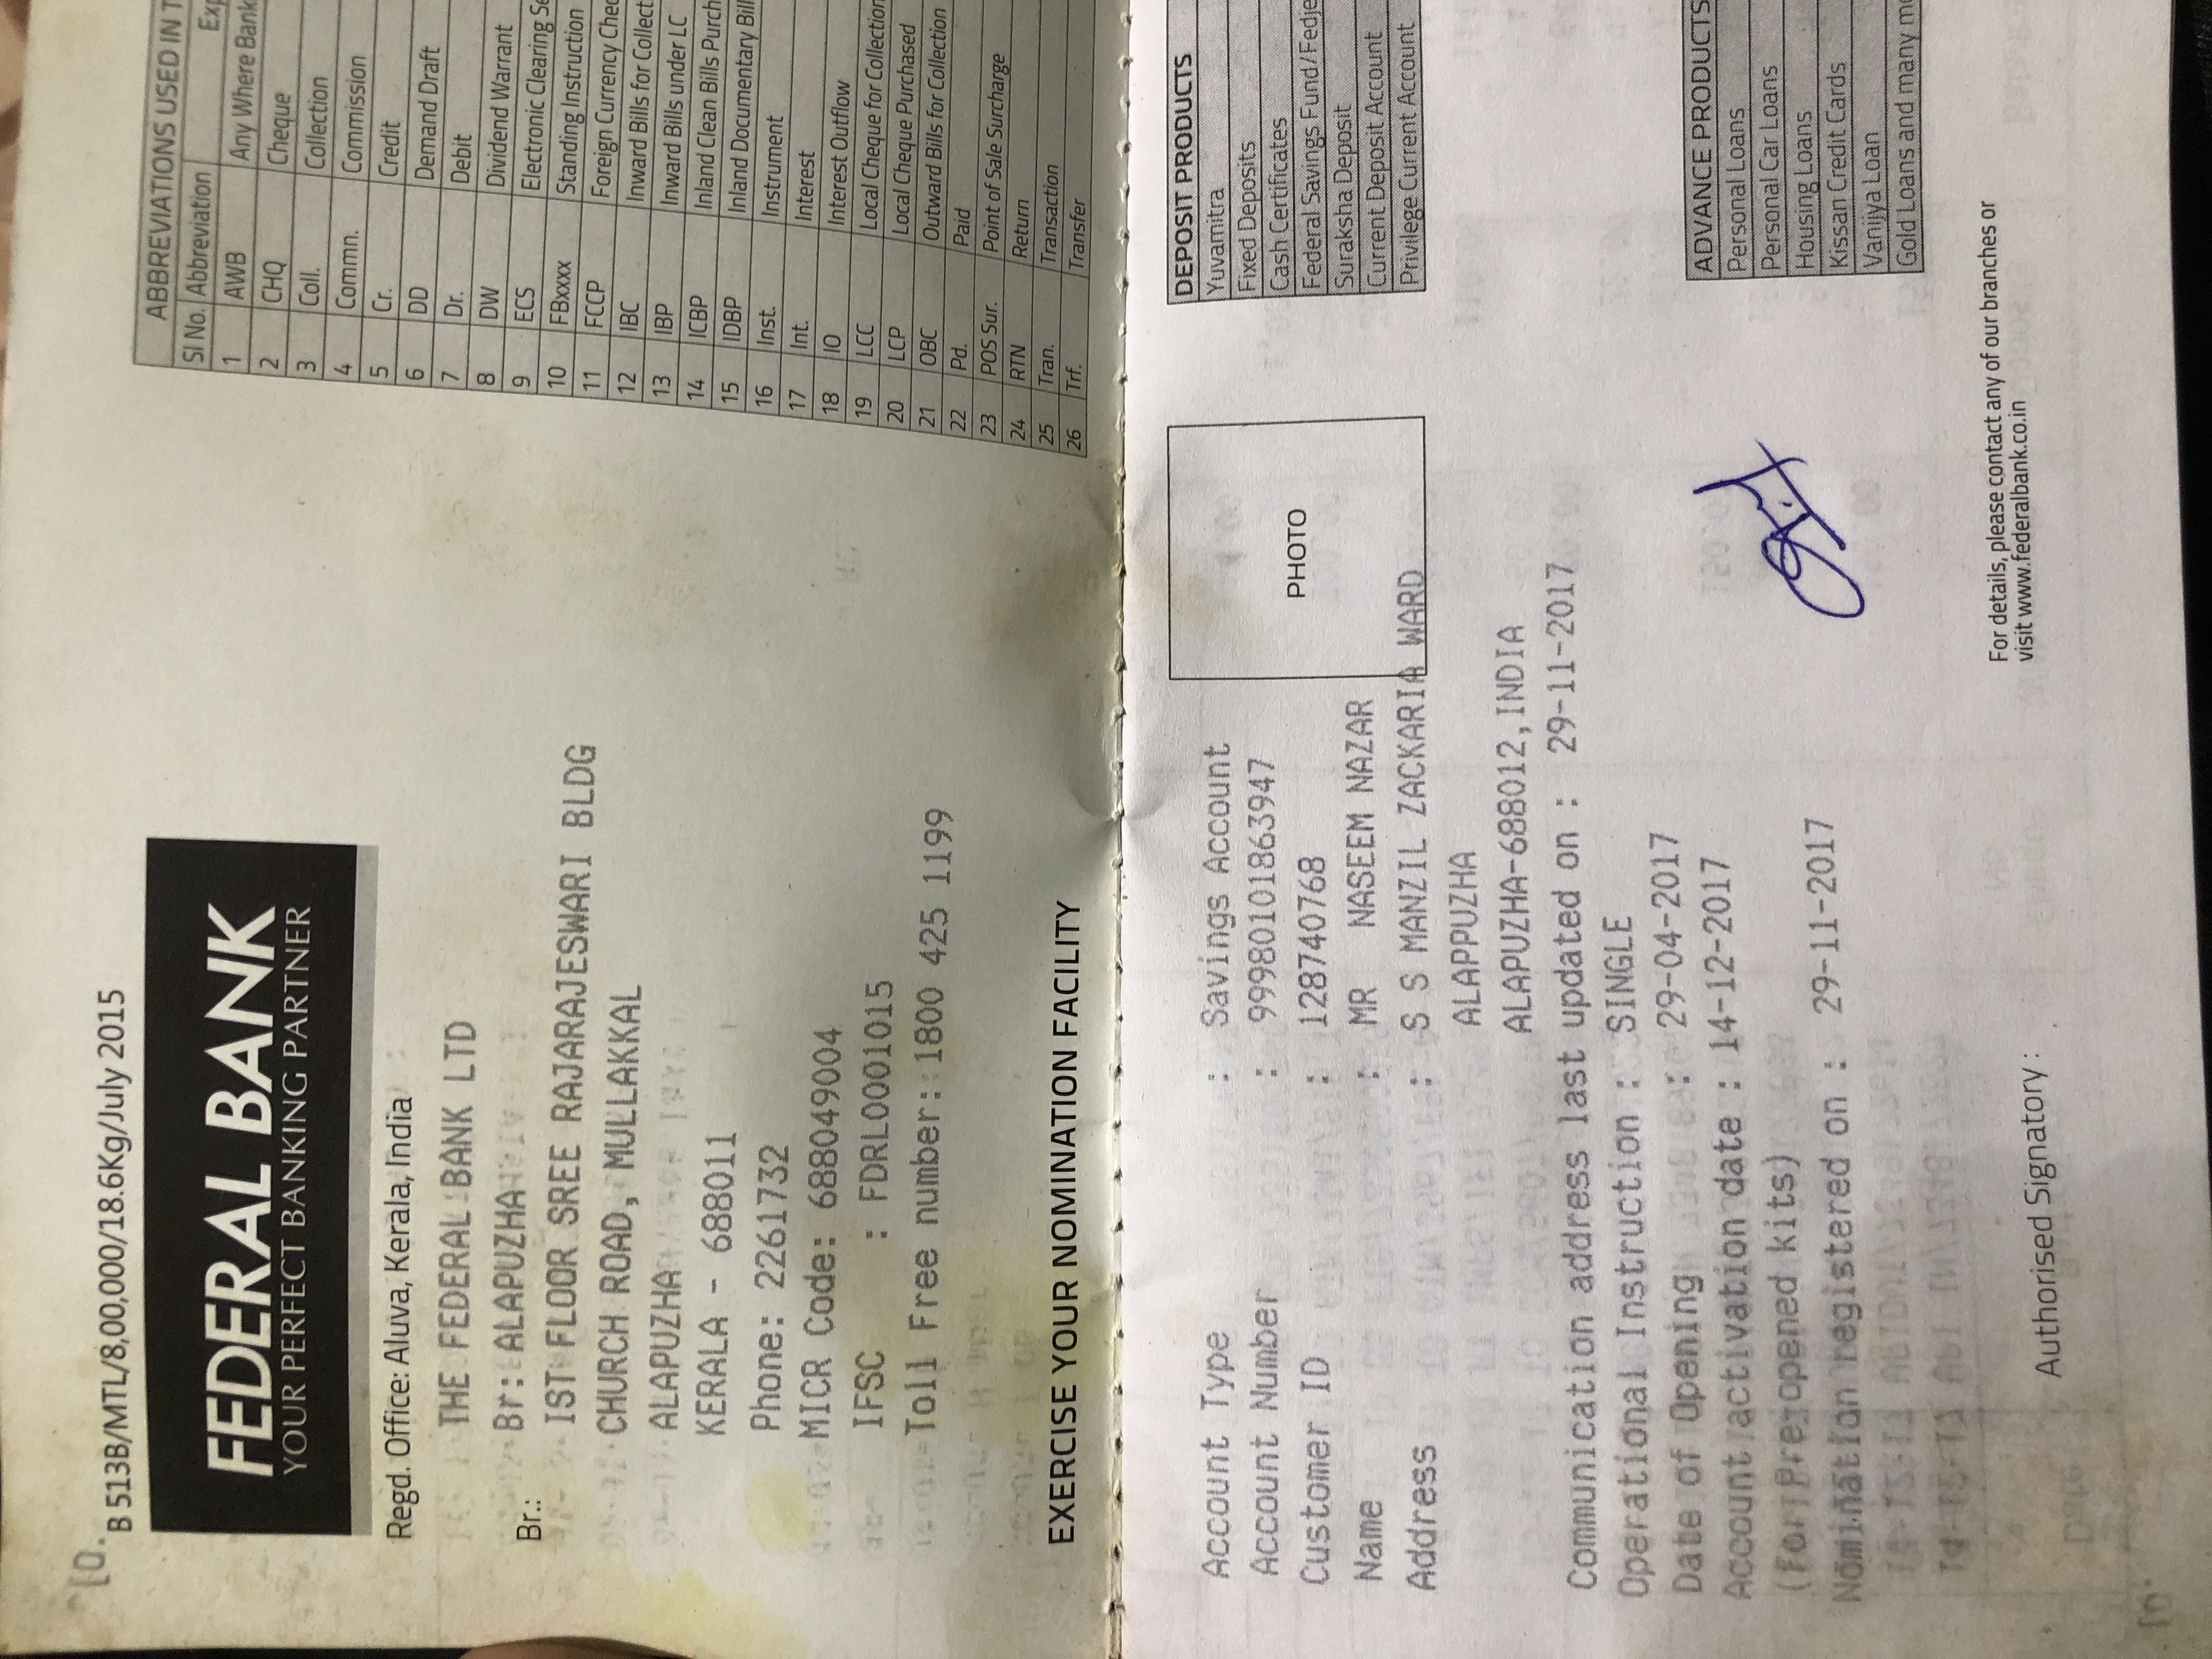 B 513B/MTL/8,00,000/18.6Kg/July 2015
FEDERAL BANK
YOUR PERFECT BANKING PARTNER
Regd. Office: Aluva, Kerala, India
THE FEDERAL BANK LTD
Br.: Br: ALAPUZHA
IST FLOOR SREE RAJARAJESWARI BLDG
CHURCH ROAD, MULLAKKAL
ALAPUZHA
KERALA - 688011
Phone: 2261732
MICR Code: 688049004
IFSC : FDRL0001015
Toll Free number: 1800 425 1199
EXERCISE YOUR NOMINATION FACILITY
ABBREVIATIONS USED IN
Sl No. Abbreviation
1 AWB Any Where
2 CHQ Cheque
3 Coll. Collection
4 Commn. Commission
5 Cr. Credit
6 DD Demand Draft
7 Dr. Debit
8 DW Dividend Warrant
9 ECS Electronic Clearing
10 FBxxxx Standing Instruction
11 FCCP Foreign Currency
12 IBC Inward Bills for
13 IBP Inward Bills under LC
14 ICBP Inland Clean Bills
15 IDBP Inland Documentary
16 Inst. Instrument
17 Int. Interest
18 IO Interest Outflow
19 LCC Local Cheque for Collection
20 LCP Local Cheque Purchased
21 OBC Outward Bills for Collection
22 Pd. Paid
23 POS Sur. Point of Sale Surcharge
24 RTN Return
25 Tran. Transaction
26 Trf. Transfer
Account Type : Savings Account
Account Number : 99980101863947
Customer ID : 128740768
Name : MR NASEEM NAZAR
Address : S S MANZIL ZACKARIA WARD
ALAPPUZHA
ALAPUZHA-688012,INDIA
Communication address last updated on : 29-11-2017
Operational Instruction : SINGLE
Date of Opening : 29-04-2017
Account activation date : 14-12-2017
(for Pre-opened kits)
Nomination registered on : 29-11-2017
Authorised Signatory :
PHOTO
DEPOSIT PRODUCTS
Yuvamitra
Fixed Deposits
Cash Certificates
Federal Savings Fund/
Suraksha Deposit
Current Deposit Account
Privilege Current Account
ADVANCE PRODUCTS
Personal Loans
Personal Car Loans
Housing Loans
Kissan Credit Cards
Vanijya Loan
Gold Loans and many
For details, please contact any of our branches or
visit www.federalbank.co.in